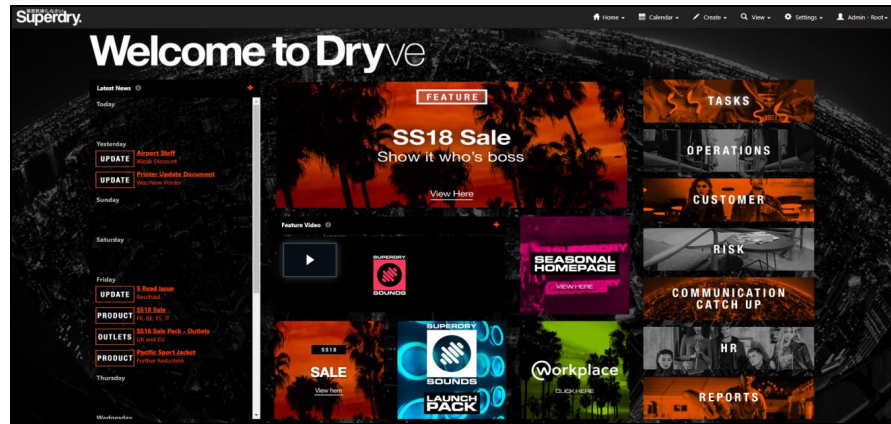 Superdry.
Home
Calendar
Create
View
Settings
Admin - Root
Welcome to Dryve
Latest News
Today
Yesterday
UPDATE
Airport Staff
Kiosk Discount
UPDATE
Printer Update Document
Was/Now Printer
Sunday
Saturday
Friday
UPDATE
Resolved
PRODUCT
SS18 Sale
FR, BE, ES, IT
OUTLETS
SS18 Sale Pack - Outlets
UK and EU
PRODUCT
Pacific Sport Jacket
Further Reduction
Thursday
Wednesday
FEATURE
SS18 Sale
Show it who's boss
View Here
Feature Video
SUPERDRY
SOUNDS
SEASONAL
HOMEPAGE
VIEW HERE
SS18
SALE
View here
SUPERDRY
SOUNDS
LAUNCH
PACK
Workplace
CLICK HERE
TASKS
OPERATIONS
CUSTOMER
RISK
COMMUNICATION
CATCH UP
HR
REPORTS